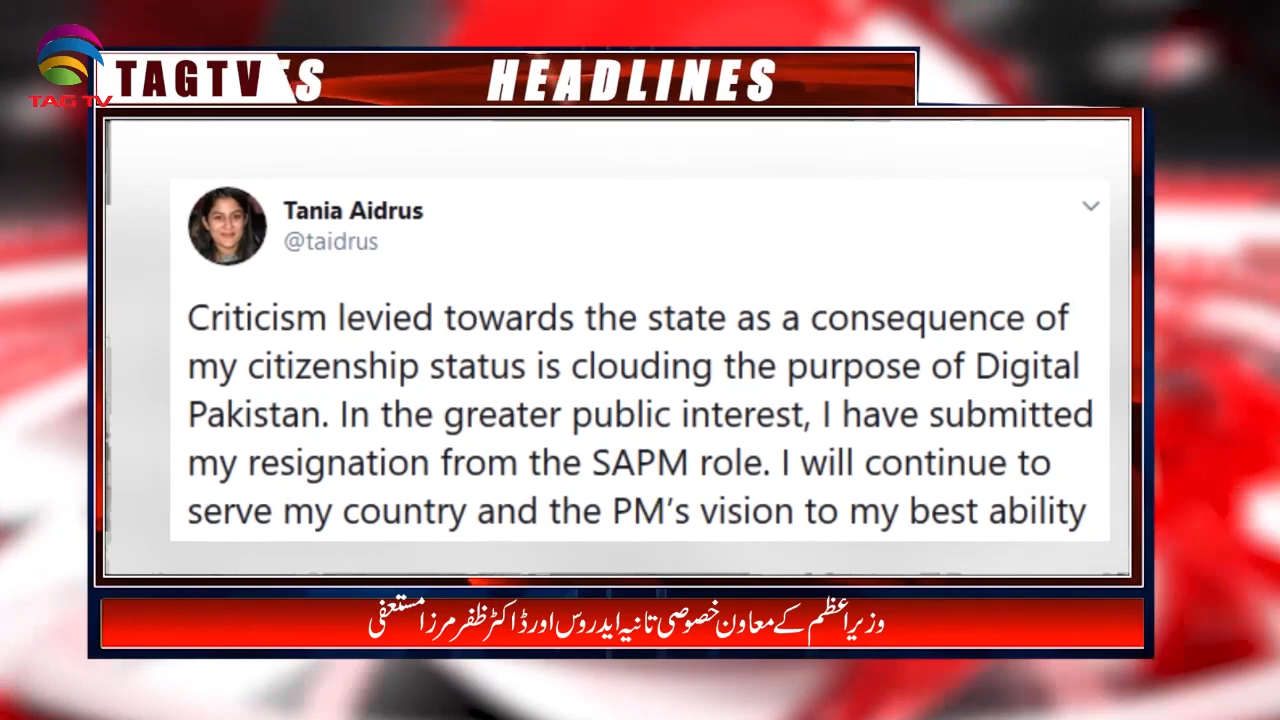 TAG TV
TAGTV
ES
HEADLINES
Tania Aidrus
@taidrus
Criticism levied towards the state as a consequence of
my citizenship status is clouding the purpose of Digital
Pakistan. In the greater public interest, I have submitted
my resignation from the SAPM role. I will continue to
serve my country and the PM’s vision to my best ability
وزیراعظم کے معاون خصوصی تانیہ ایدروس اور ڈاکٹر ظفر مرزا مستعفی